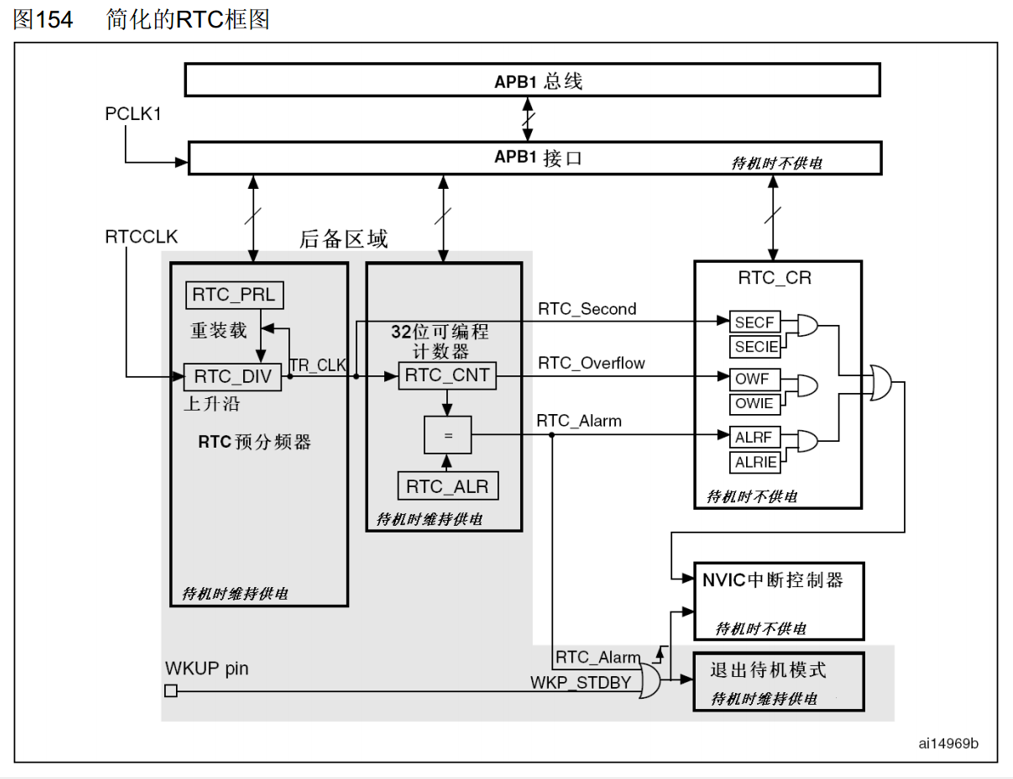 图154 简化的RTC框图
APB1 总线
PCLK1
APB1 接口
待机时不供电
RTCCLK
后备区域
RTC_PRL
重装载
RTC_DIV
TR_CLK
上升沿
RTC预分频器
待机时维持供电
32位可编程
计数器
RTC_CNT
=
RTC_ALR
待机时维持供电
RTC_Second
RTC_Overflow
RTC_Alarm
RTC_CR
SECF
SECIE
OWF
OWIE
ALRF
ALRIE
待机时不供电
NVIC中断控制器
待机时不供电
RTC_Alarm
WKUP pin
WKP_STDBY
退出待机模式
待机时维持供电
ai14969b